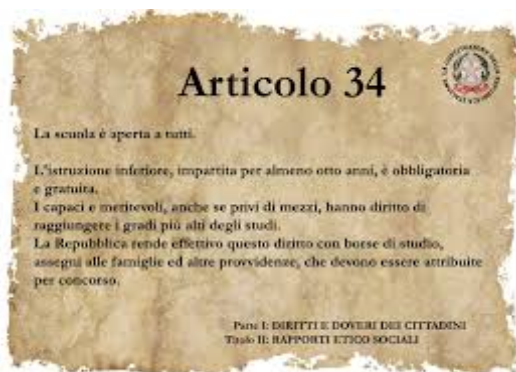 Articolo 34
La scuola è aperta a tutti.
L'istruzione inferiore, impartita per almeno otto anni, è obbligatoria
e gratuita.
I capaci e meritevoli, anche se privi di mezzi, hanno diritto di
raggiungere i gradi più alti degli studi.
La Repubblica rende effettivo questo diritto con borse di studio,
assegni alle famiglie ed altre provvidenze, che devono essere attribuite
per concorso.
Parte I: DIRITTI E DOVERI DEI CITTADINI
Titolo II: RAPPORTI ETICO SOCIALI